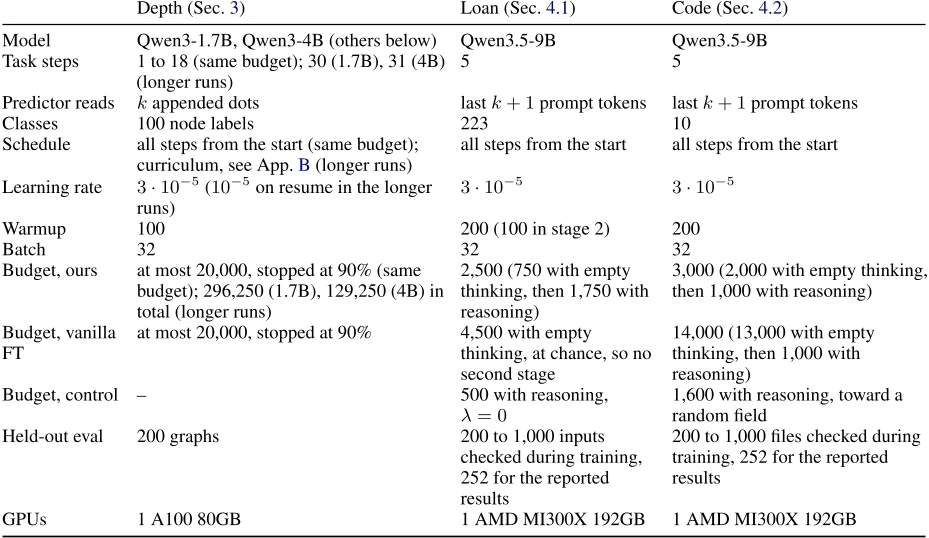 Depth (Sec. 3) Loan (Sec. 4.1) Code (Sec. 4.2)
Model Qwen3-1.7B, Qwen3-4B (others below) Qwen3.5-9B Qwen3.5-9B
Task steps 1 to 18 (same budget); 30 (1.7B), 31 (4B) 5 5
(longer runs)
Predictor reads k appended dots last k + 1 prompt tokens last k + 1 prompt tokens
Classes 100 node labels 223 10
Schedule all steps from the start (same budget); all steps from the start all steps from the start
curriculum, see App. B (longer runs)
Learning rate 3 · 10⁻⁵ (10⁻⁵ on resume in the longer 3 · 10⁻⁵ 3 · 10⁻⁵
runs)
Warmup 100 200 (100 in stage 2) 200
Batch 32 32 32
Budget, ours at most 20,000, stopped at 90% (same 2,500 (750 with empty 3,000 (2,000 with empty thinking,
budget); 296,250 (1.7B), 129,250 (4B) in thinking, then 1,750 with then 1,000 with reasoning)
total (longer runs) reasoning)
Budget, vanilla at most 20,000, stopped at 90% 4,500 with empty 14,000 (13,000 with empty
FT thinking, at chance, so no thinking, then 1,000 with
second stage reasoning)
Budget, control – 500 with reasoning, 1,600 with reasoning, toward a
λ = 0 random field
Held-out eval 200 graphs 200 to 1,000 inputs 200 to 1,000 files checked during
checked during training, training, 252 for the reported
252 for the reported results
results
GPUs 1 A100 80GB 1 AMD MI300X 192GB 1 AMD MI300X 192GB